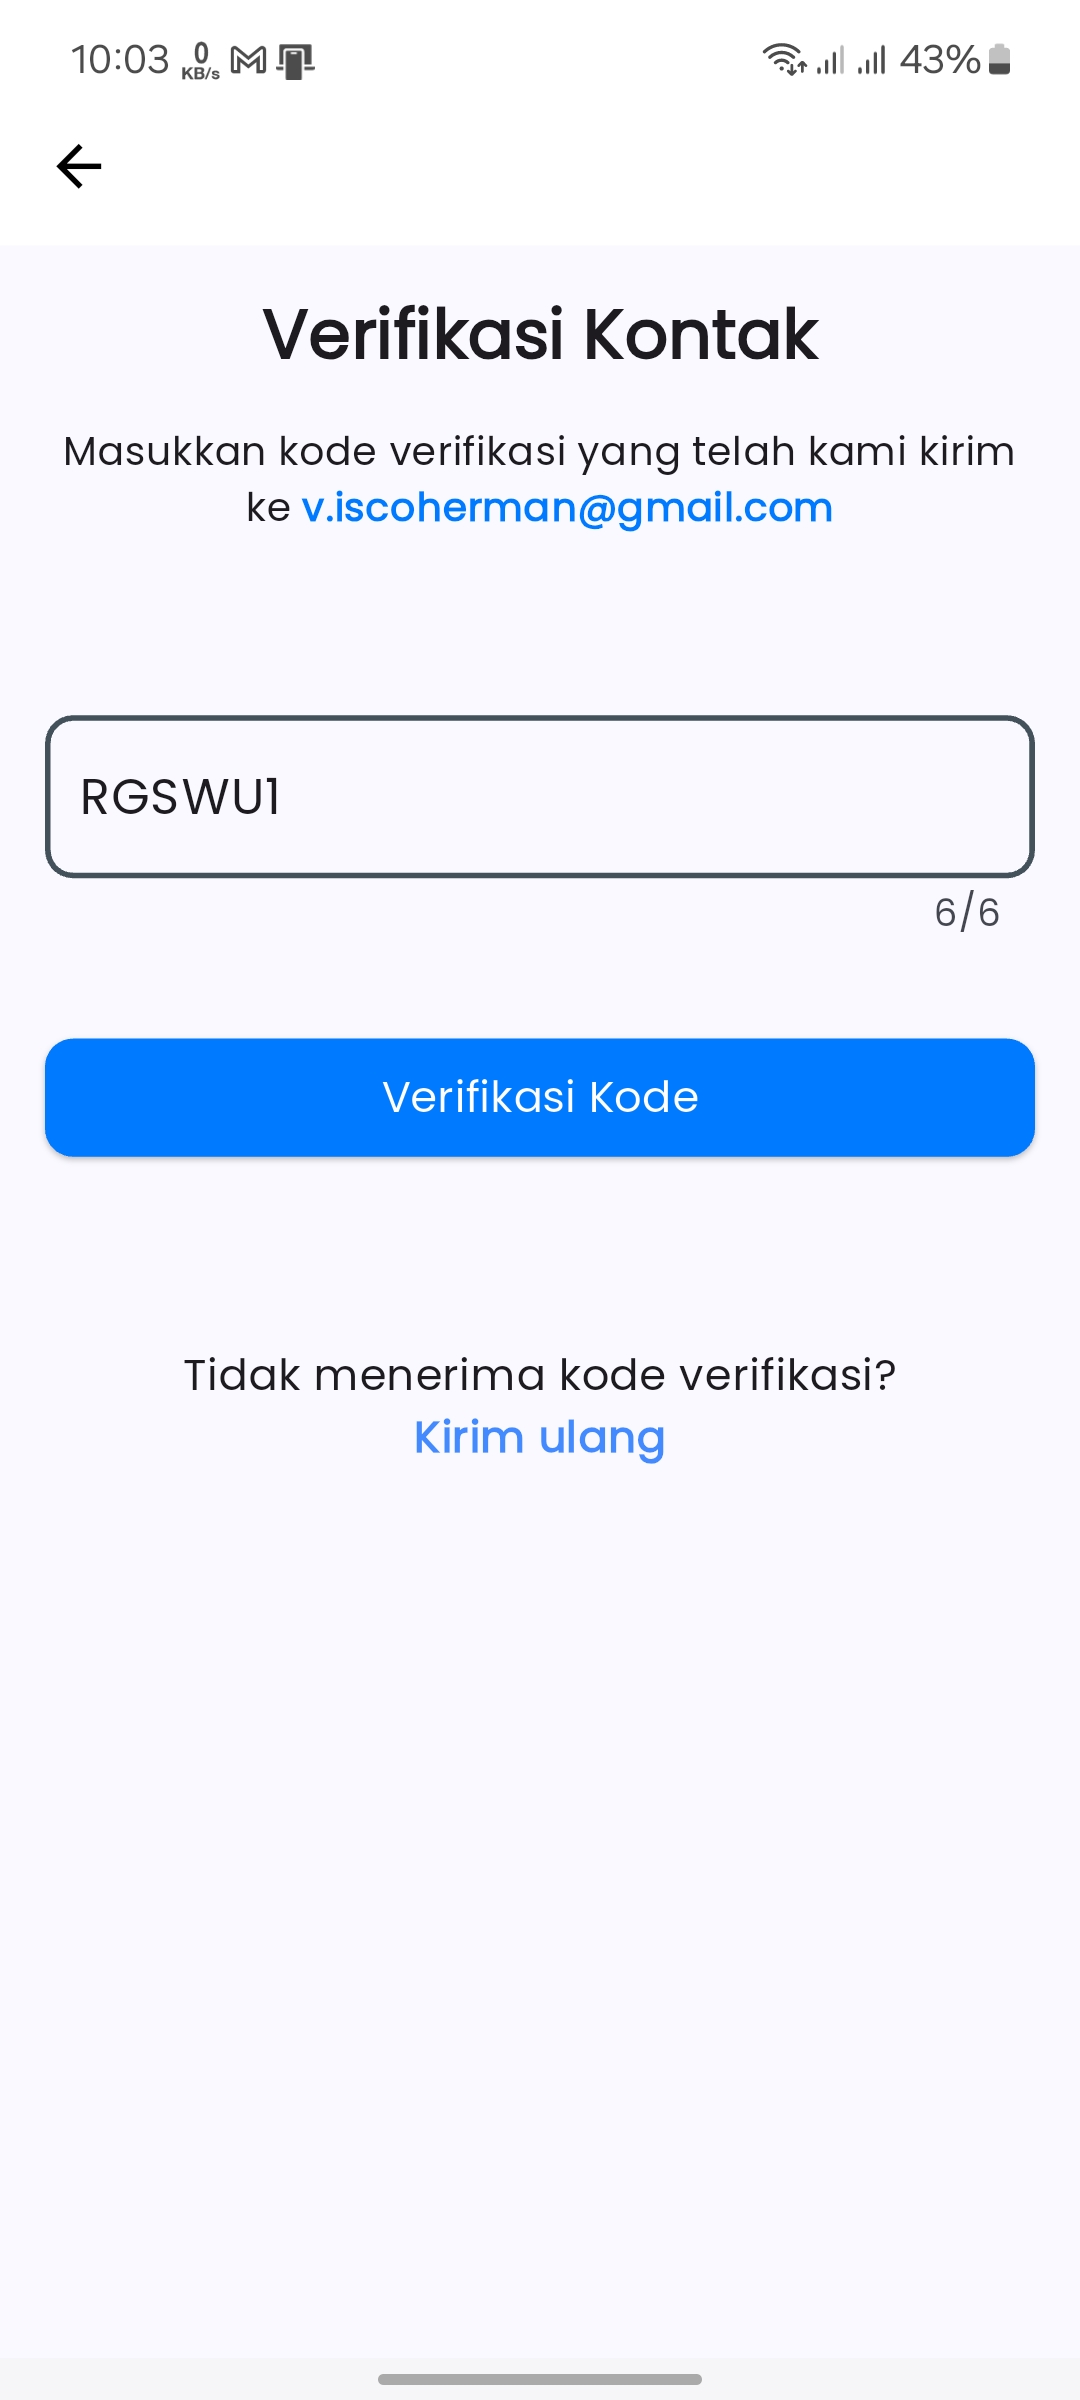 10:03 0 KB/s 43%
Verifikasi Kontak
Masukkan kode verifikasi yang telah kami kirim
ke v.iscoherman@gmail.com
RGSWU1
6/6
Verifikasi Kode
Tidak menerima kode verifikasi?
Kirim ulang